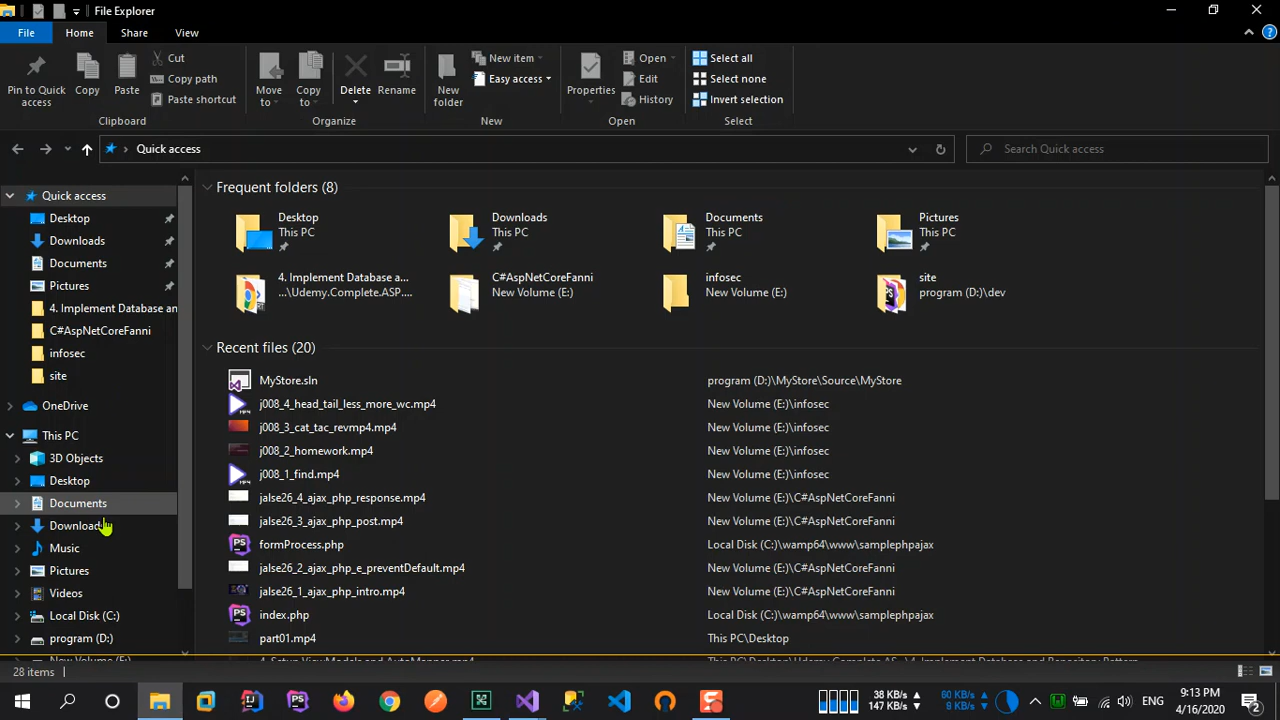 File Explorer
File Home Share View
Pin to Quick access
Copy
Paste
Cut
Copy path
Paste shortcut
Clipboard
Move to
Copy to
Delete
Rename
Organize
New folder
New item
Easy access
New
Properties
Open
Edit
History
Open
Select all
Select none
Invert selection
Select
Quick access
Search Quick access
Quick access
Desktop
Downloads
Documents
Pictures
4. Implement Database an
C#AspNetCoreFanni
infosec
site
OneDrive
This PC
3D Objects
Desktop
Documents
Download
Music
Pictures
Videos
Local Disk (C:)
program (D:)
New Volume (E:)
Frequent folders (8)
Desktop
This PC
Downloads
This PC
Documents
This PC
Pictures
This PC
4. Implement Database a...
...\Udemy.Complete.ASP....
C#AspNetCoreFanni
New Volume (E:)
infosec
New Volume (E:)
site
program (D:)\dev
Recent files (20)
MyStore.sln program (D:)\MyStore\Source\MyStore
j008_4_head_tail_less_more_wc.mp4 New Volume (E:)\infosec
j008_3_cat_tac_revmp4.mp4 New Volume (E:)\infosec
j008_2_homework.mp4 New Volume (E:)\infosec
j008_1_find.mp4 New Volume (E:)\infosec
jalse26_4_ajax_php_response.mp4 New Volume (E:)\C#AspNetCoreFanni
jalse26_3_ajax_php_post.mp4 New Volume (E:)\C#AspNetCoreFanni
formProcess.php Local Disk (C:)\wamp64\www\samplephpajax
jalse26_2_ajax_php_e_preventDefault.mp4 New Volume (E:)\C#AspNetCoreFanni
jalse26_1_ajax_php_intro.mp4 New Volume (E:)\C#AspNetCoreFanni
index.php Local Disk (C:)\wamp64\www\samplephpajax
part01.mp4 This PC\Desktop
28 items
38 KB/s
147 KB/s
60 KB/s
9 KB/s
ENG
9:13 PM
4/16/2020
2